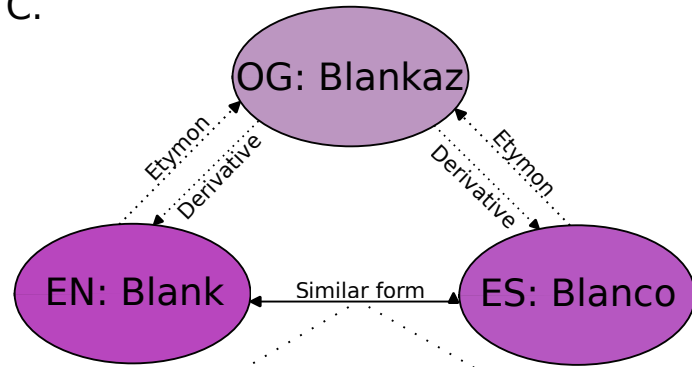 C.
OG: Blankaz
Etymon
Derivative
Derivative
Etymon
EN: Blank
Similar form
ES: Blanco